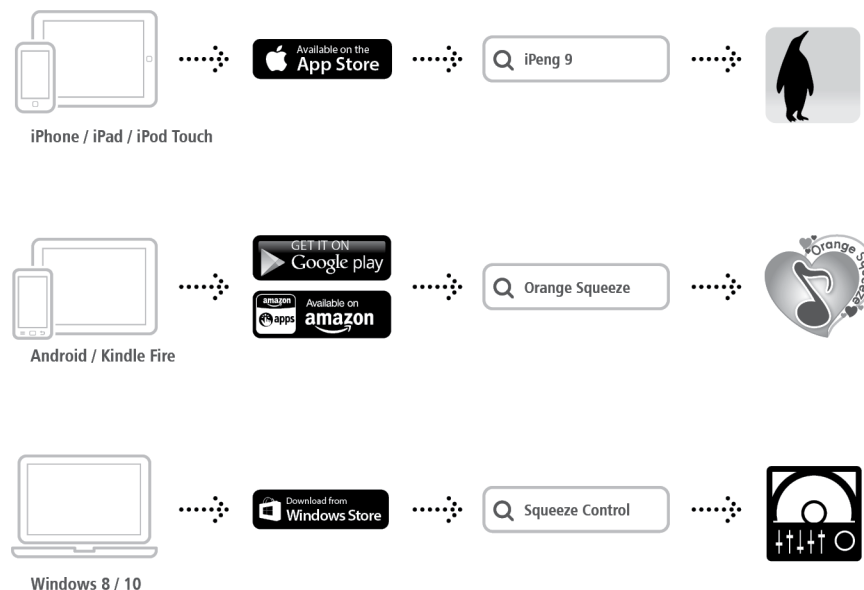 Available on the
App Store
iPeng 9
iPhone / iPad / iPod Touch
GET IT ON
Google play
Orange Squeeze
amazon
apps
Available on
amazon
Orange Squeeze
Android / Kindle Fire
Download from
Windows Store
Squeeze Control
Windows 8 / 10